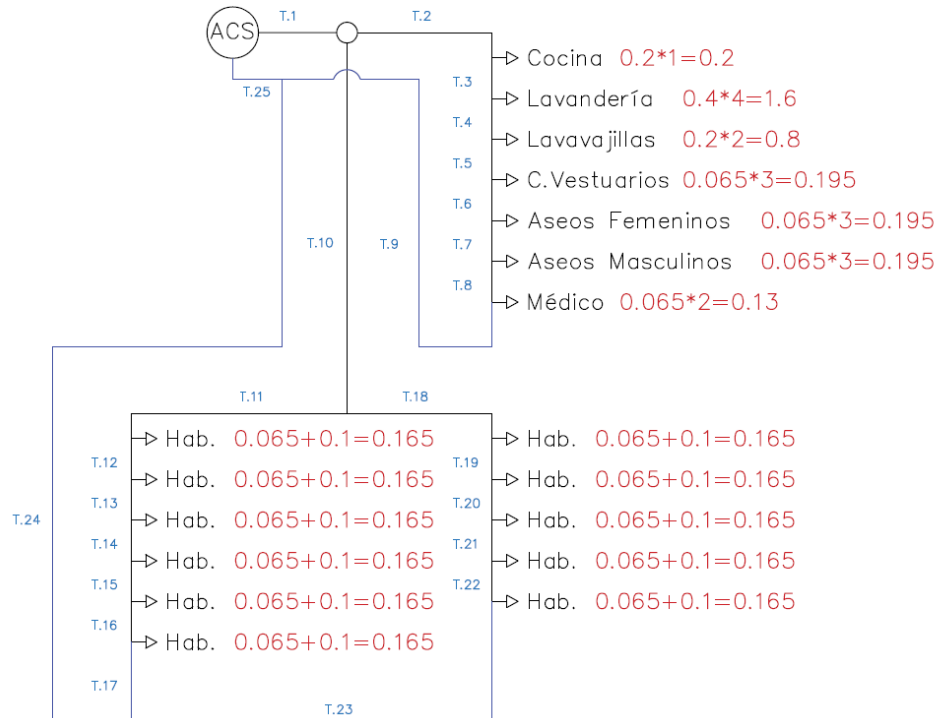 T.1 T.2
ACS
Cocina 0.2*1=0.2
T.25 T.3
Lavandería 0.4*4=1.6
T.4
Lavavajillas 0.2*2=0.8
T.5
C.Vestuarios 0.065*3=0.195
T.6
Aseos Femeninos 0.065*3=0.195
T.10 T.9 T.7
Aseos Masculinos 0.065*3=0.195
T.8
Médico 0.065*2=0.13
T.11 T.18
Hab. 0.065+0.1=0.165 Hab. 0.065+0.1=0.165
T.12 T.19
Hab. 0.065+0.1=0.165 Hab. 0.065+0.1=0.165
T.13 T.20
T.24 Hab. 0.065+0.1=0.165 Hab. 0.065+0.1=0.165
T.14 T.21
Hab. 0.065+0.1=0.165 Hab. 0.065+0.1=0.165
T.15 T.22
Hab. 0.065+0.1=0.165 Hab. 0.065+0.1=0.165
T.16
Hab. 0.065+0.1=0.165
T.17
T.23